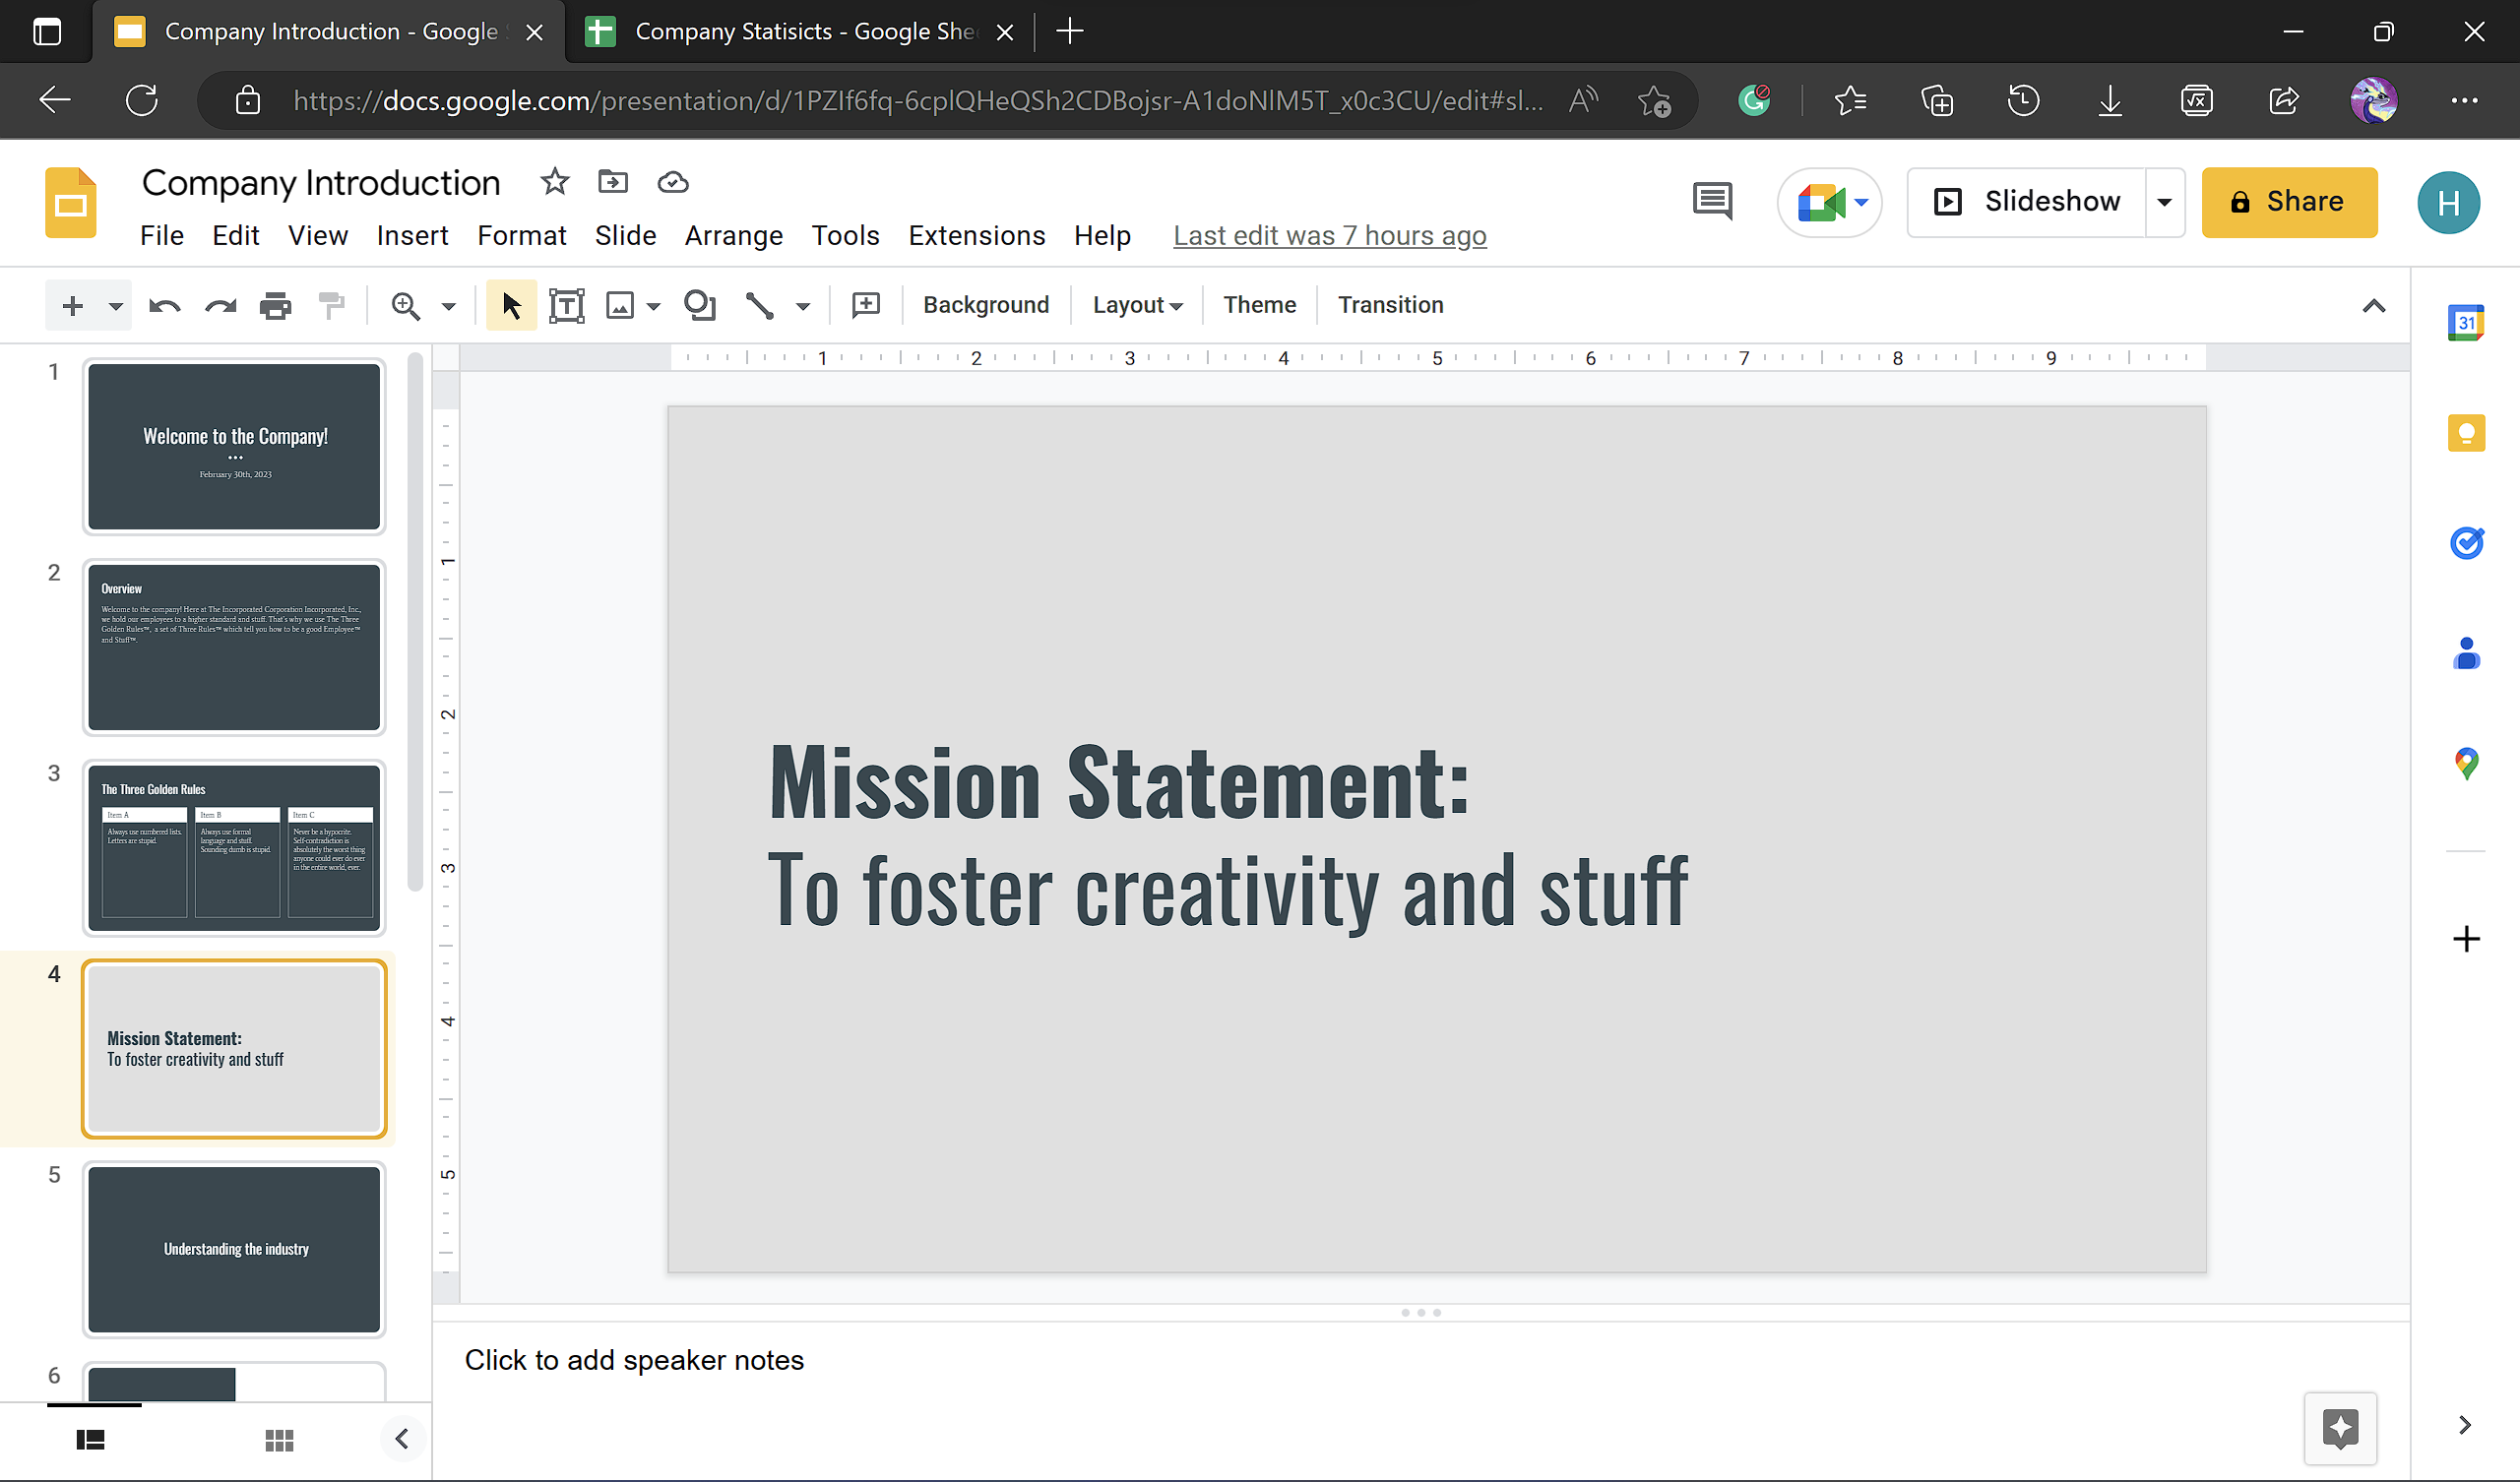 Company Introduction - Google
Company Statisicts - Google She
https://docs.google.com/presentation/d/1PZIf6fq-6cplQHeQSh2CDBojsr-A1doNlM5T_x0c3CU/edit#sl...
Company Introduction
File Edit View Insert Format Slide Arrange Tools Extensions Help Last edit was 7 hours ago
Slideshow
Share
H
Background Layout Theme Transition
31
1 2 3 4 5 6 7 8 9
1
2
3
4
5
1
Welcome to the Company!
February 30th, 2023
2
Overview
Welcome to the company! Here at The Incorporated Corporation Incorporated, Inc.,
we hold our employees to a higher standard and stuff. That's why we use The Three
Golden Rules™, a set of Three Rules™ which tell you how to be a good Employee™
and Stuff™.
3
The Three Golden Rules
Item A
Always use numbered lists.
Letters are stupid.
Item B
Always use formal
language and stuff.
Sounding dumb is stupid.
Item C
Never be a hypocrite.
Self-contradiction is
absolutely the worst thing
anyone could ever do ever
in the entire world, ever.
4
Mission Statement:
To foster creativity and stuff
5
Understanding the industry
6
Mission Statement:
To foster creativity and stuff
Click to add speaker notes